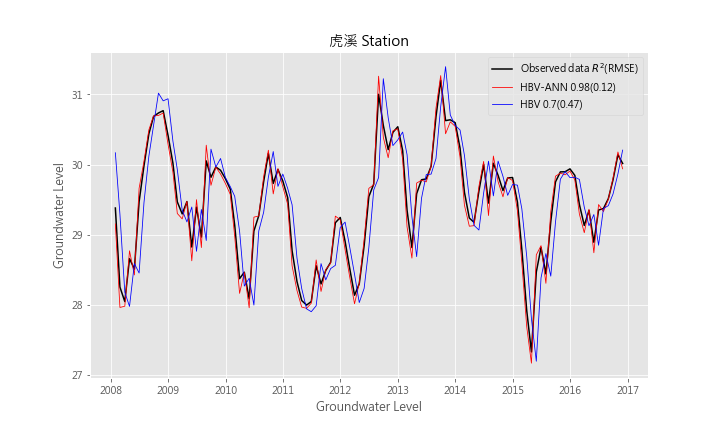 虎溪 Station
Observed data R²(RMSE)
HBV-ANN 0.98(0.12)
HBV 0.7(0.47)
Groundwater Level
31
30
29
28
27
2008 2009 2010 2011 2012 2013 2014 2015 2016 2017
Groundwater Level